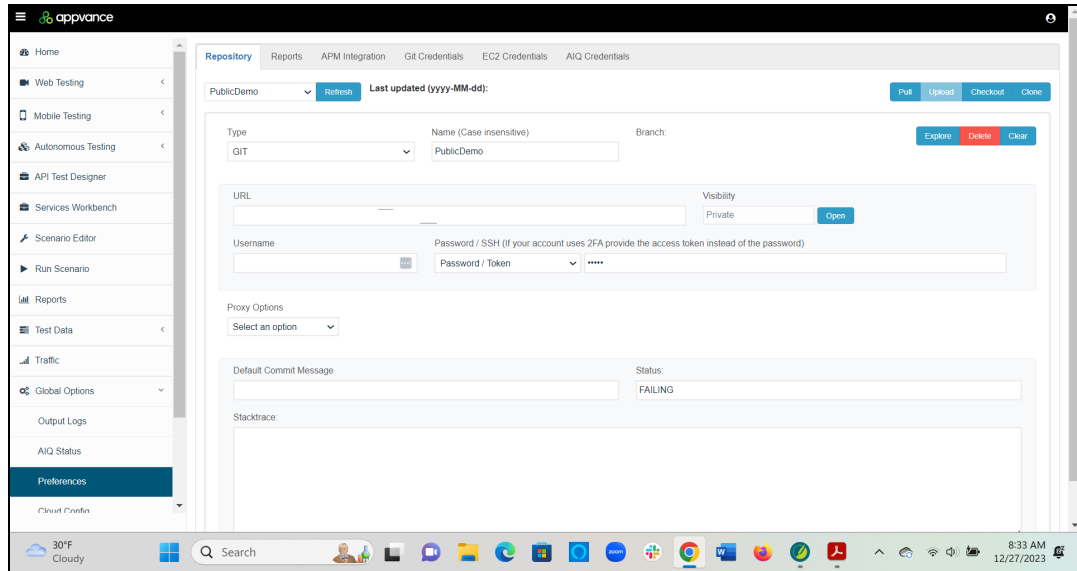 appvance
Home
Web Testing
Mobile Testing
Autonomous Testing
API Test Designer
Services Workbench
Scenario Editor
Run Scenario
Reports
Test Data
Traffic
Global Options
Output Logs
AIQ Status
Preferences
Cloud Config
Repository Reports APM Integration Git Credentials EC2 Credentials AIQ Credentials
PublicDemo Refresh Last updated (yyyy-MM-dd): Pull Upload Checkout Clone
Type Name (Case insensitive) Branch:
GIT PublicDemo Explore Delete Clear
URL Visibility
Private Open
Username Password / SSH (If your account uses 2FA provide the access token instead of the password)
Password / Token •••••
Proxy Options
Select an option
Default Commit Message Status:
FAILING
Stacktrace:
30°F
Cloudy
Search
zoom
8:33 AM
12/27/2023